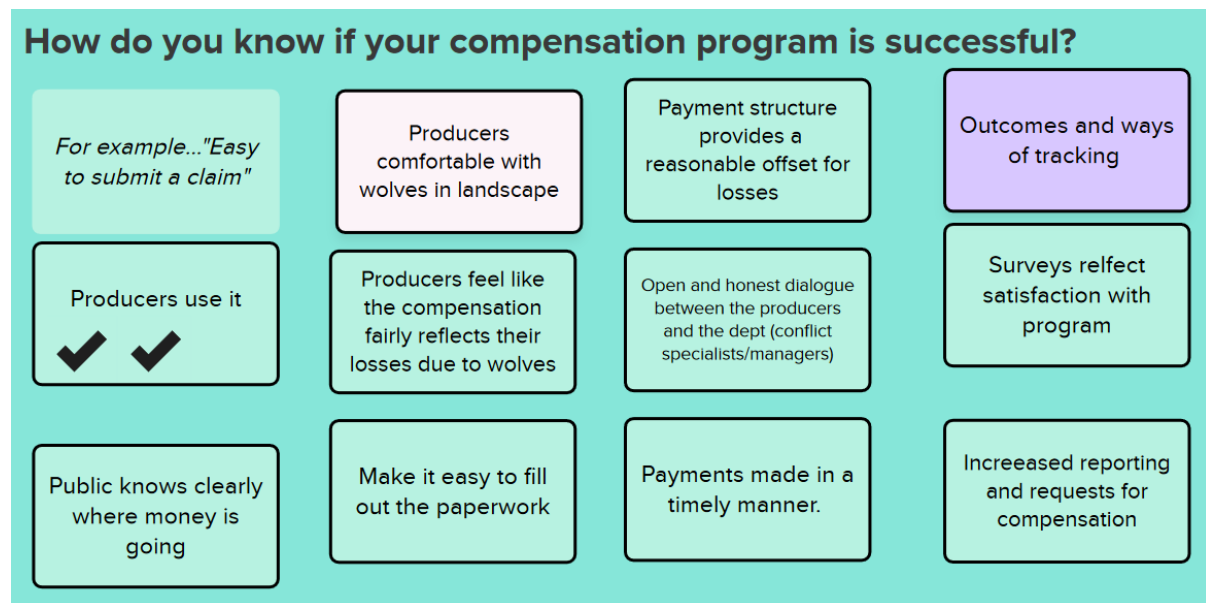 How do you know if your compensation program is successful?
For example..."Easy
to submit a claim"
Producers
comfortable with
wolves in landscape
Payment structure
provides a
reasonable offset for
losses
Outcomes and ways
of tracking
Producers use it
Producers feel like
the compensation
fairly reflects their
losses due to wolves
Open and honest dialogue
between the producers
and the dept (conflict
specialists/managers)
Surveys relfect
satisfaction with
program
Public knows clearly
where money is
going
Make it easy to fill
out the paperwork
Payments made in a
timely manner.
Increeased reporting
and requests for
compensation